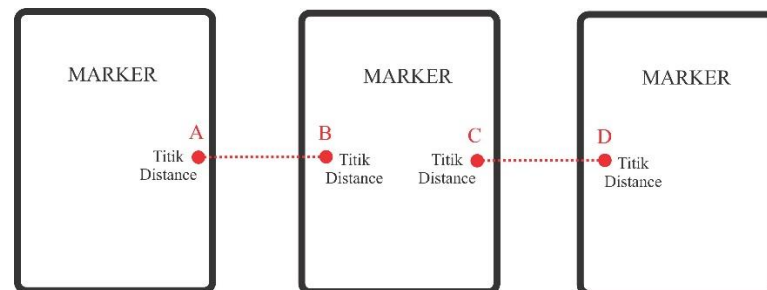 MARKER
MARKER
MARKER
A
B
C
D
Titik
Distance
Titik
Distance
Titik
Distance
Titik
Distance